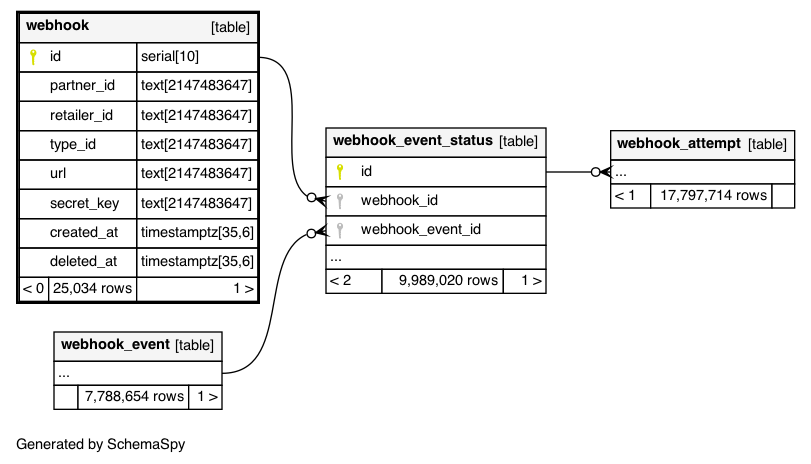 webhook [table]
id serial[10]
partner_id text[2147483647]
retailer_id text[2147483647]
type_id text[2147483647]
url text[2147483647]
secret_key text[2147483647]
created_at timestamptz[35,6]
deleted_at timestamptz[35,6]
< 0 25,034 rows 1 >
webhook_event_status [table]
id
webhook_id
webhook_event_id
...
< 2 9,989,020 rows 1 >
webhook_attempt [table]
...
< 1 17,797,714 rows
webhook_event [table]
...
7,788,654 rows 1 >
Generated by SchemaSpy